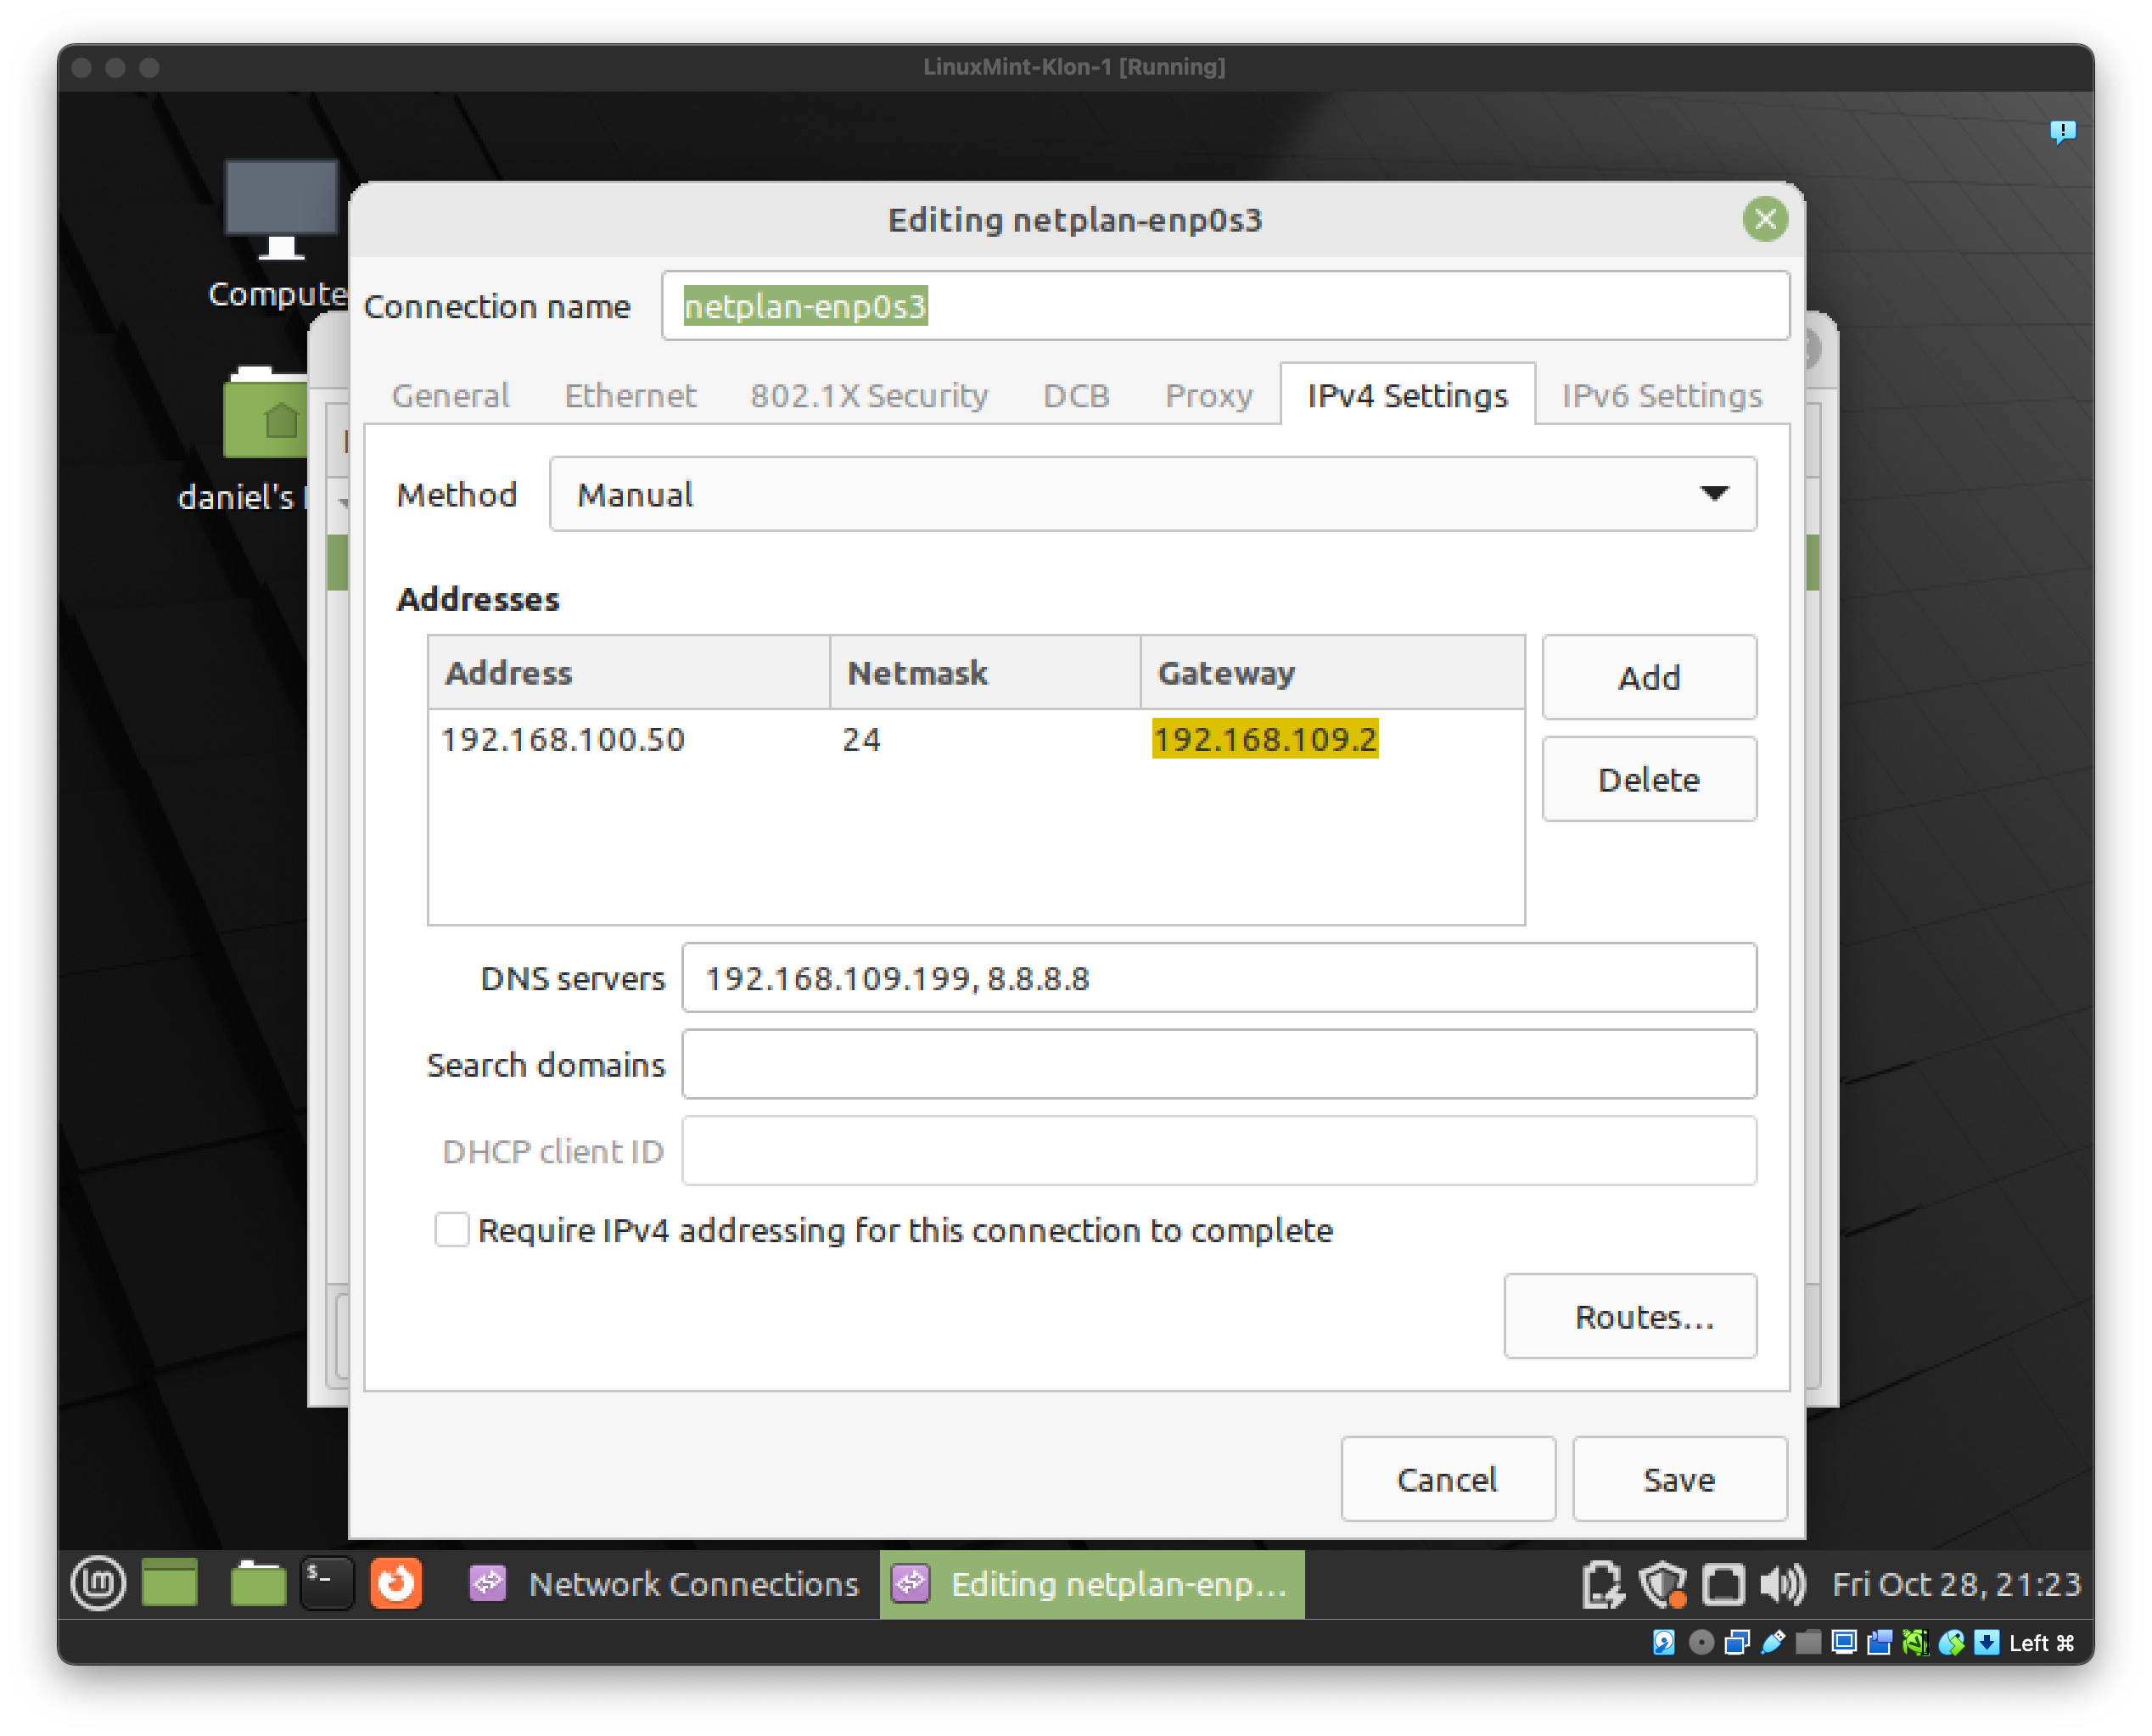 LinuxMint-Klon-1 [Running]
Compute
daniel's
Editing netplan-enp0s3
Connection name netplan-enp0s3
General Ethernet 802.1X Security DCB Proxy IPv4 Settings IPv6 Settings
Method Manual
Addresses
Address Netmask Gateway
192.168.100.50 24 192.168.109.2
Add
Delete
DNS servers 192.168.109.199, 8.8.8.8
Search domains
DHCP client ID
Require IPv4 addressing for this connection to complete
Routes…
Cancel Save
Network Connections Editing netplan-enp… Fri Oct 28, 21:23
Left ⌘